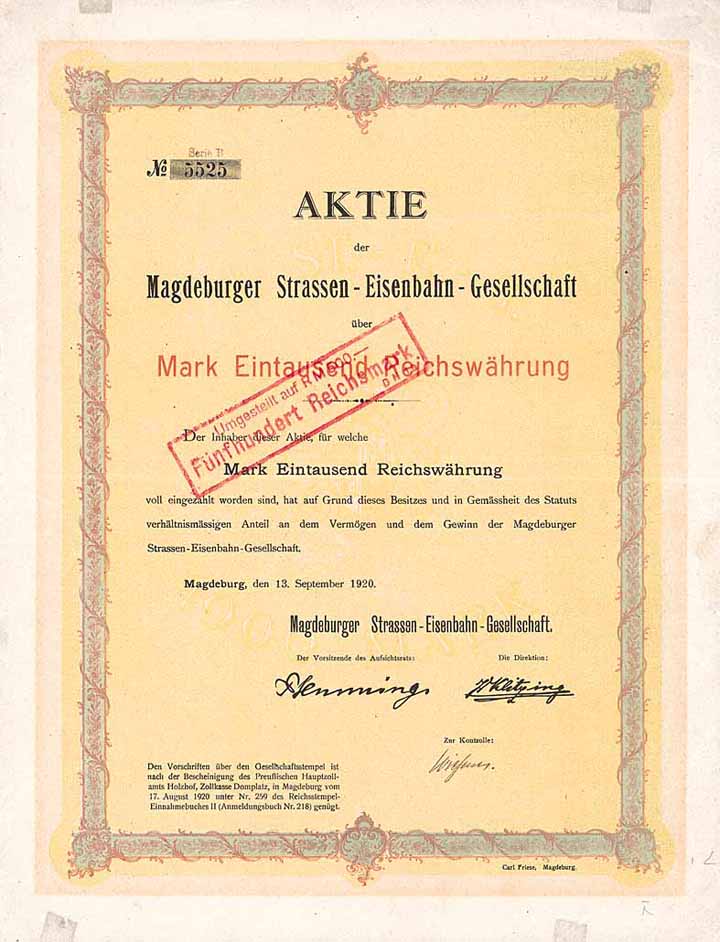 Serie B
№ 5525
AKTIE
der
Magdeburger Strassen-Eisenbahn-Gesellschaft
über
Mark Eintausend Reichswährung
Umgestellt auf RM 500.—
Fünfhundert Reichsmark
Der Inhaber dieser Aktie, für welche
Mark Eintausend Reichswährung
voll eingezahlt worden sind, hat auf Grund dieses Besitzes und in Gemässheit des Statuts
verhältnismässigen Anteil an dem Vermögen und dem Gewinn der Magdeburger
Strassen-Eisenbahn-Gesellschaft.
Magdeburg, den 13. September 1920.
Magdeburger Strassen-Eisenbahn-Gesellschaft.
Der Vorsitzende des Aufsichtsrats: Die Direktion:
Klitzing
Zur Kontrolle:
Den Vorschriften über den Gesellschaftsstempel ist
nach der Bescheinigung des Preußischen Hauptzoll-
amts Holzhof, Zollkasse Domplatz, in Magdeburg vom
17. August 1920 unter Nr. 259 des Reichsstempel-
Einnahmebuches II (Anmeldungsbuch Nr. 218) genügt.
Carl Friese, Magdeburg.